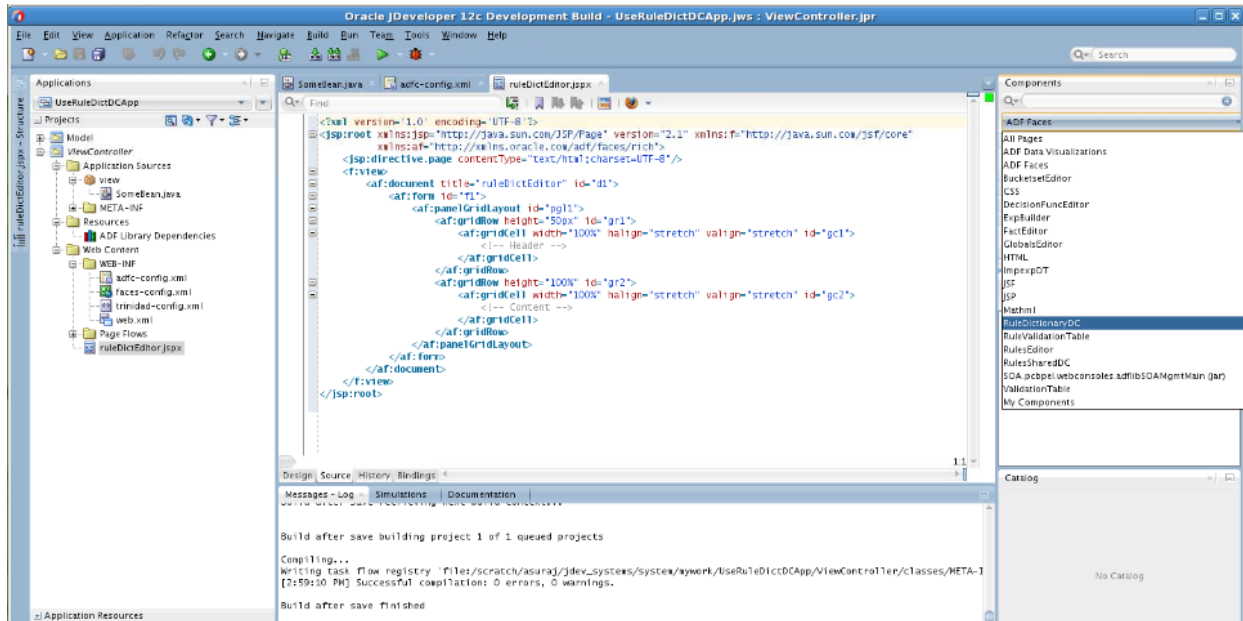 Oracle JDeveloper 12c Development Build - UseRuleDictDCApp.jws : ViewController.jpr
File Edit View Application Refactor Search Navigate Build Run Team Tools Window Help
Search
Applications
UseRuleDictDCApp
Projects
Model
ViewController
Application Sources
view
SomeBean.java
META-INF
Resources
ADF Library Dependencies
Web Content
WEB-INF
adfc-config.xml
faces-config.xml
trinidad-config.xml
web.xml
Page Flows
ruleDictEditor.jspx
Application Resources
ruleDictEditor.jspx - Structure
SomeBean.java adfc-config.xml ruleDictEditor.jspx
Find
<?xml version='1.0' encoding='UTF-8'?>
<jsp:root xmlns:jsp="http://java.sun.com/JSP/Page" version="2.1" xmlns:f="http://java.sun.com/jsf/core"
xmlns:af="http://xmlns.oracle.com/adf/faces/rich">
<jsp:directive.page contentType="text/html;charset=UTF-8"/>
<f:view>
<af:document title="ruleDictEditor" id="d1">
<af:form id="f1">
<af:panelGridLayout id="pgl1">
<af:gridRow height="50px" id="gr1">
<af:gridCell width="100%" halign="stretch" valign="stretch" id="gc1">
<!-- Header -->
</af:gridCell>
</af:gridRow>
<af:gridRow height="100%" id="gr2">
<af:gridCell width="100%" halign="stretch" valign="stretch" id="gc2">
<!-- Content -->
</af:gridCell>
</af:gridRow>
</af:panelGridLayout>
</af:form>
</af:document>
</f:view>
</jsp:root>
1:1
Design Source History Bindings
Messages - Log Simulations Documentation
Build after save building project 1 of 1 queued projects
Compiling...
Writing task flow registry 'file:/scratch/asuraj/jdev_systems/system/mywork/UseRuleDictDCApp/ViewController/classes/META-I
[2:59:10 PM] Successful compilation: 0 errors, 0 warnings.
Build after save finished
Components
ADF Faces
All Pages
ADF Data Visualizations
ADF Faces
BucketsetEditor
CSS
DecisionFuncEditor
ExpBuilder
FactEditor
GlobalsEditor
HTML
ImpexpDT
JSF
JSP
Mathml
RuleDictionaryDC
RuleValidationTable
RulesEditor
RulesSharedDC
SOA.pcbpel.webconsoles.adflibSOAMgmtMain (jar)
ValidationTable
My Components
Catalog
No Catalog